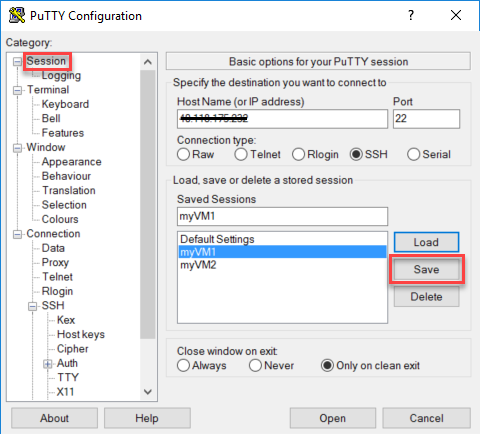 PuTTY Configuration
Category:
Session
Logging
Terminal
Keyboard
Bell
Features
Window
Appearance
Behaviour
Translation
Selection
Colours
Connection
Data
Proxy
Telnet
Rlogin
SSH
Kex
Host keys
Cipher
Auth
TTY
X11
Basic options for your PuTTY session
Specify the destination you want to connect to
Host Name (or IP address) Port
22
Connection type:
Raw Telnet Rlogin SSH Serial
Load, save or delete a stored session
Saved Sessions
myVM1
Default Settings
myVM1
myVM2
Load
Save
Delete
Close window on exit:
Always Never Only on clean exit
About Help Open Cancel